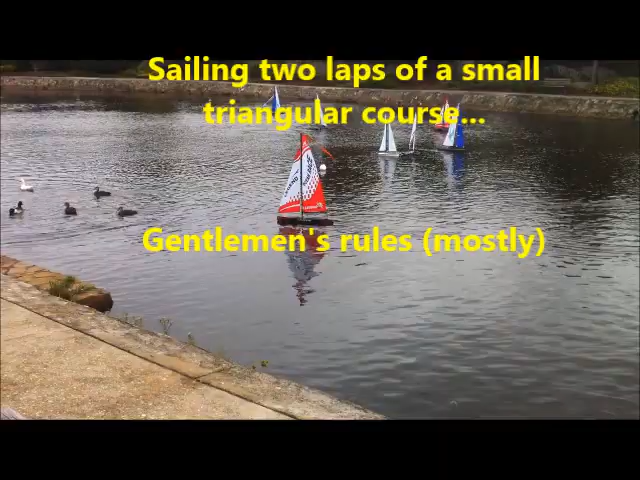 Sailing two laps of a small
triangular course...
Gentlemen's rules (mostly)